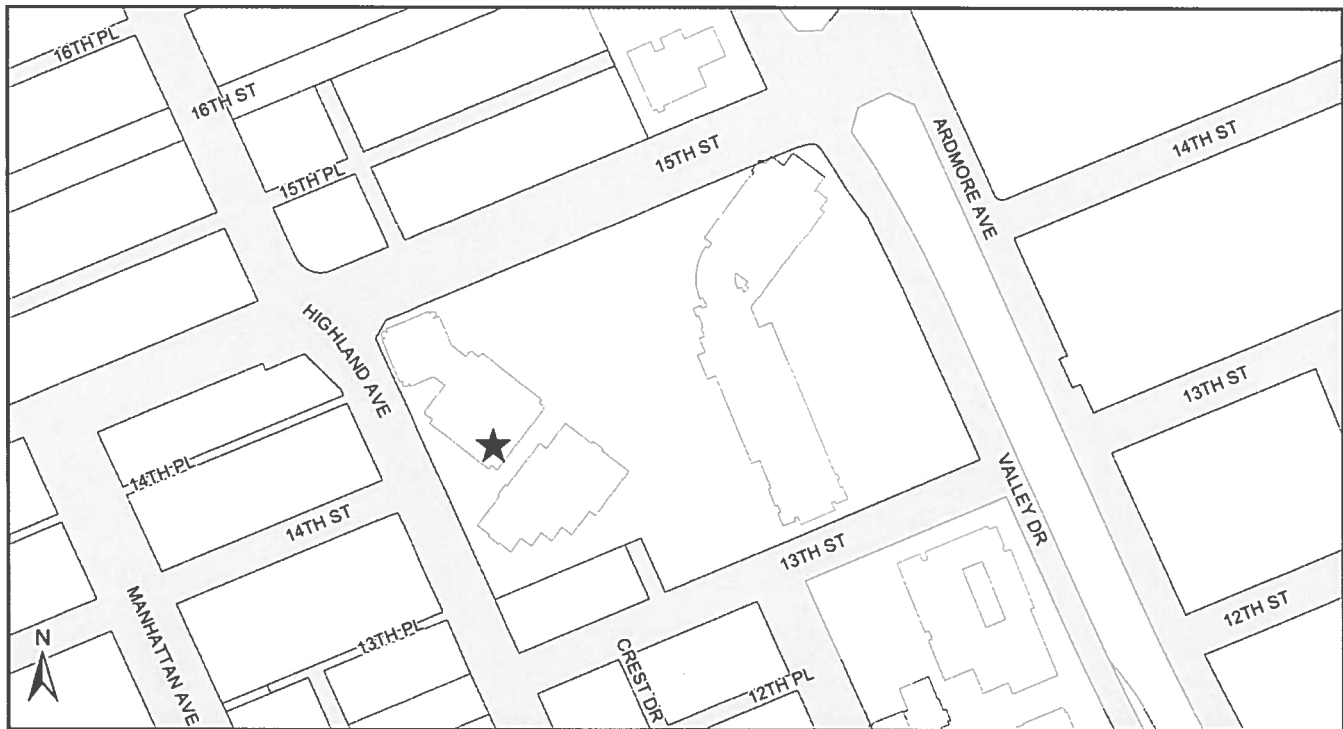 16TH PL
16TH ST
15TH PL
15TH ST
14TH ST
ARDMORE AVE
HIGHLAND AVE
13TH ST
14TH PL
14TH ST
VALLEY DR
13TH ST
12TH ST
MANHATTAN AVE
13TH PL
CREST DR
12TH PL
N